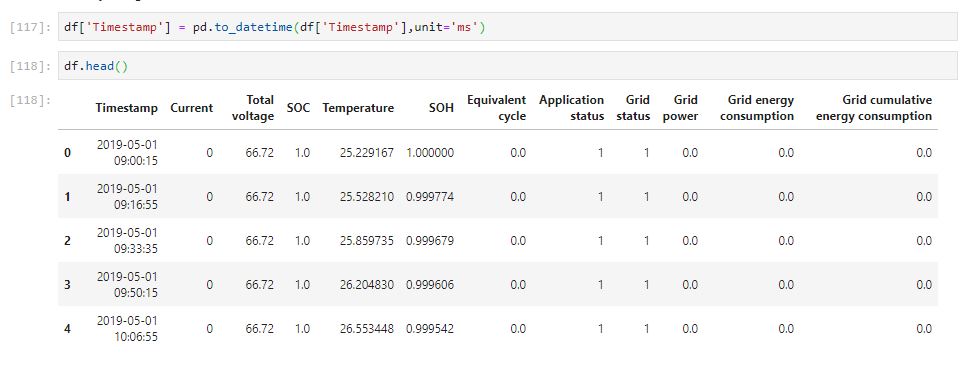 [117]: df['Timestamp'] = pd.to_datetime(df['Timestamp'],unit='ms')
[118]: df.head()
[118]:
Timestamp Current Total voltage SOC Temperature SOH Equivalent cycle Application status Grid status Grid power Grid energy consumption Grid cumulative energy consumption
0 2019-05-01 09:00:15 0 66.72 1.0 25.229167 1.000000 0.0 1 1 0.0 0.0 0.0
1 2019-05-01 09:16:55 0 66.72 1.0 25.528210 0.999774 0.0 1 1 0.0 0.0 0.0
2 2019-05-01 09:33:35 0 66.72 1.0 25.859735 0.999679 0.0 1 1 0.0 0.0 0.0
3 2019-05-01 09:50:15 0 66.72 1.0 26.204830 0.999606 0.0 1 1 0.0 0.0 0.0
4 2019-05-01 10:06:55 0 66.72 1.0 26.553448 0.999542 0.0 1 1 0.0 0.0 0.0